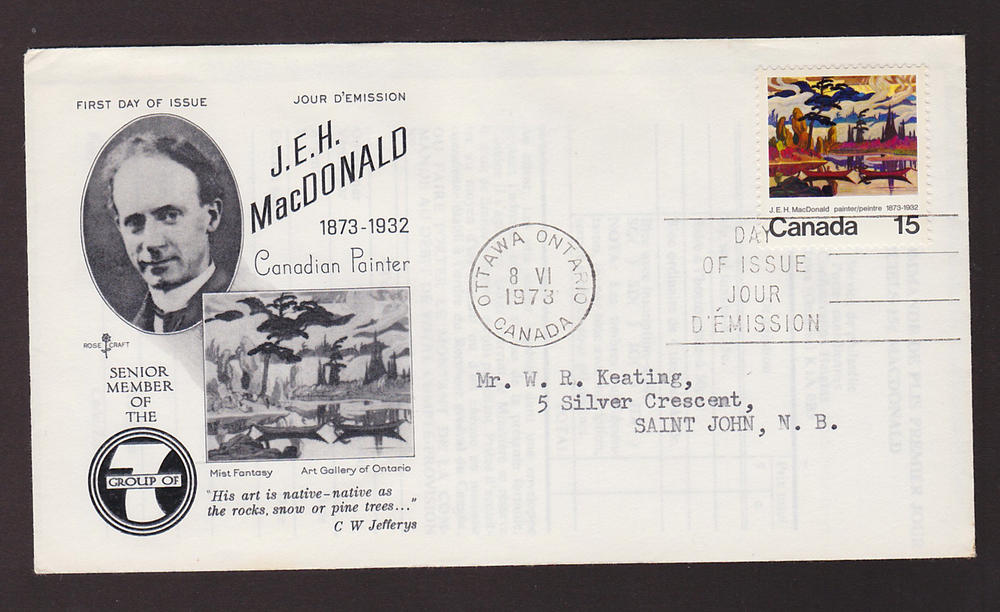 FIRST DAY OF ISSUE
JOUR D'EMISSION
J.E.H.
MacDONALD
1873-1932
Canadian Painter
ROSE CRAFT
SENIOR
MEMBER
OF
THE
GROUP OF
7
Mist Fantasy Art Gallery of Ontario
"His art is native-native as
the rocks, snow or pine trees..."
C W Jefferys
J.E.H. MacDonald painter/peintre 1873-1932
Canada 15
OTTAWA ONTARIO
8 VI
1973
CANADA
DAY
OF ISSUE
JOUR
D'ÉMISSION
Mr. W. R. Keating,
5 Silver Crescent,
SAINT JOHN, N. B.